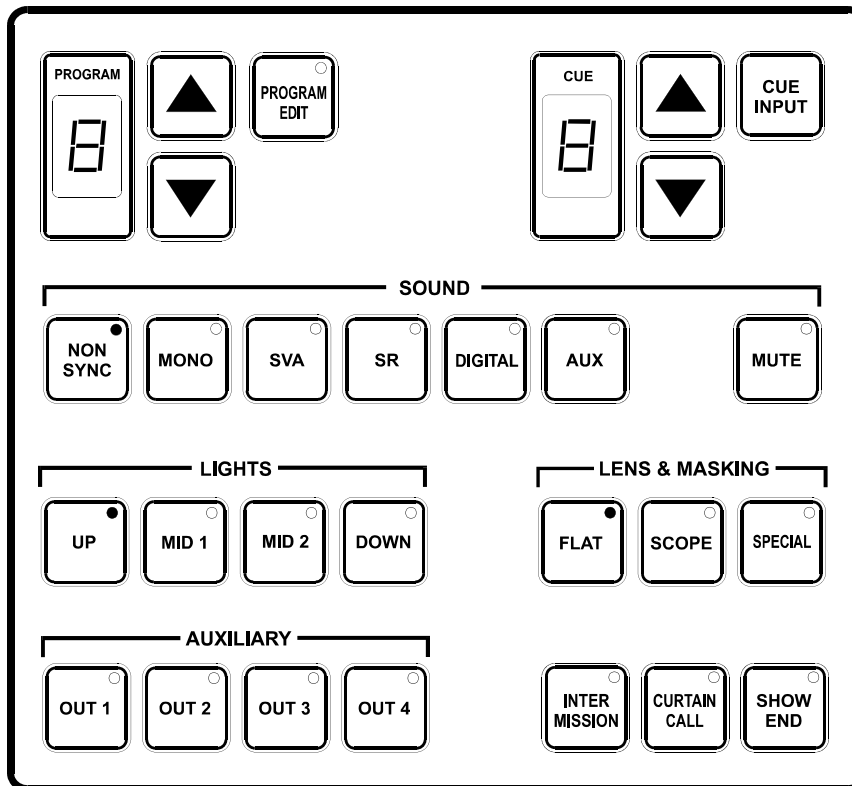 PROGRAM
8
PROGRAM
EDIT
CUE
8
CUE
INPUT
SOUND
NON
SYNC
MONO
SVA
SR
DIGITAL
AUX
MUTE
LIGHTS
UP
MID 1
MID 2
DOWN
LENS & MASKING
FLAT
SCOPE
SPECIAL
AUXILIARY
OUT 1
OUT 2
OUT 3
OUT 4
INTER
MISSION
CURTAIN
CALL
SHOW
END